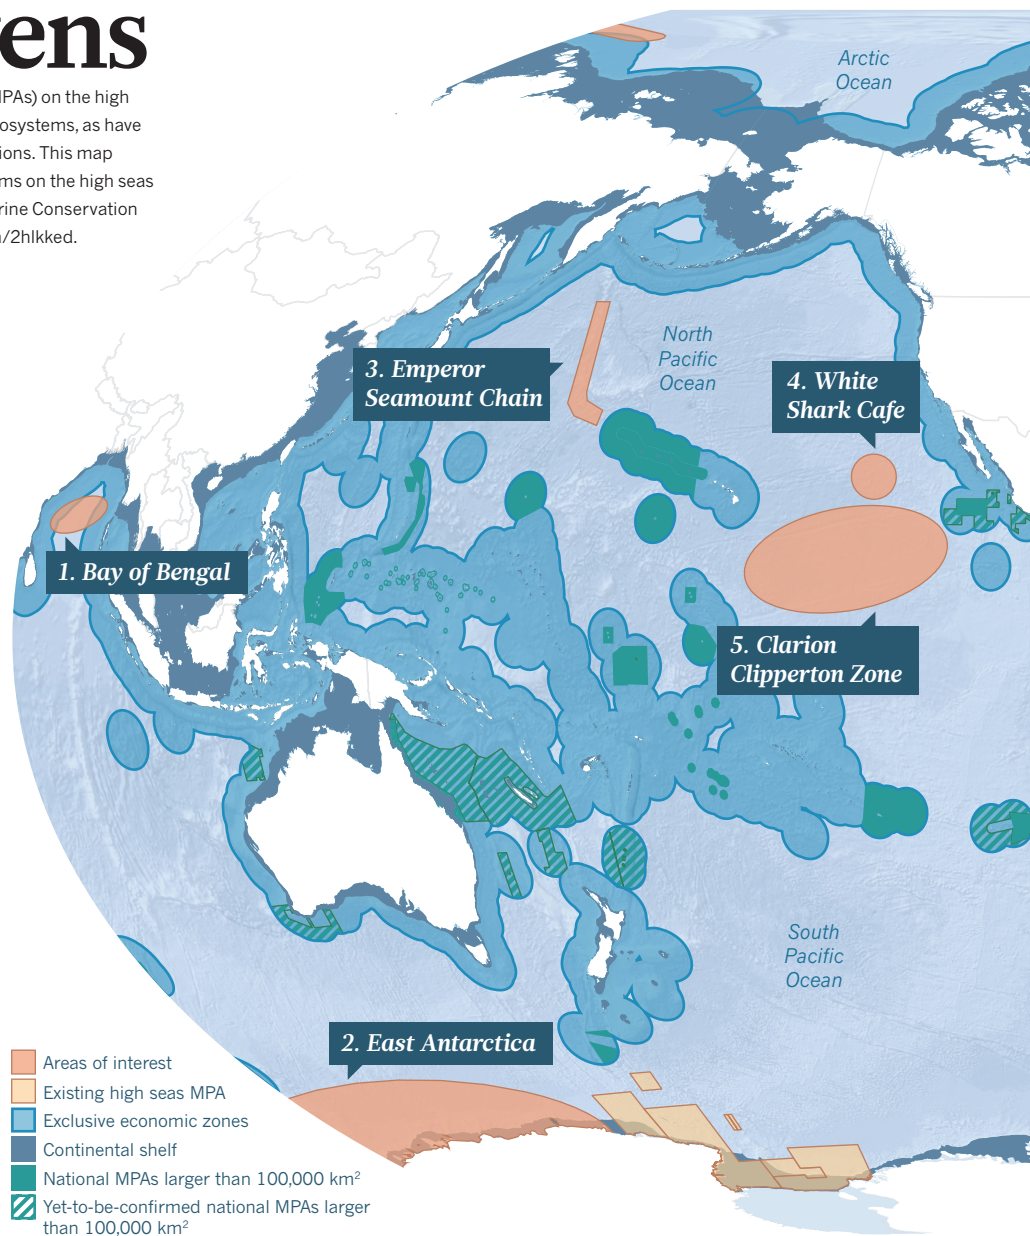 ens
MPAs) on the high
osystems, as have
ions. This map
ms on the high seas
rine Conservation
/2hlkked.
Arctic
Ocean
North
Pacific
Ocean
3. Emperor
Seamount Chain
4. White
Shark Cafe
1. Bay of Bengal
5. Clarion
Clipperton Zone
South
Pacific
Ocean
2. East Antarctica
Areas of interest
Existing high seas MPA
Exclusive economic zones
Continental shelf
National MPAs larger than 100,000 km²
Yet-to-be-confirmed national MPAs larger
than 100,000 km²